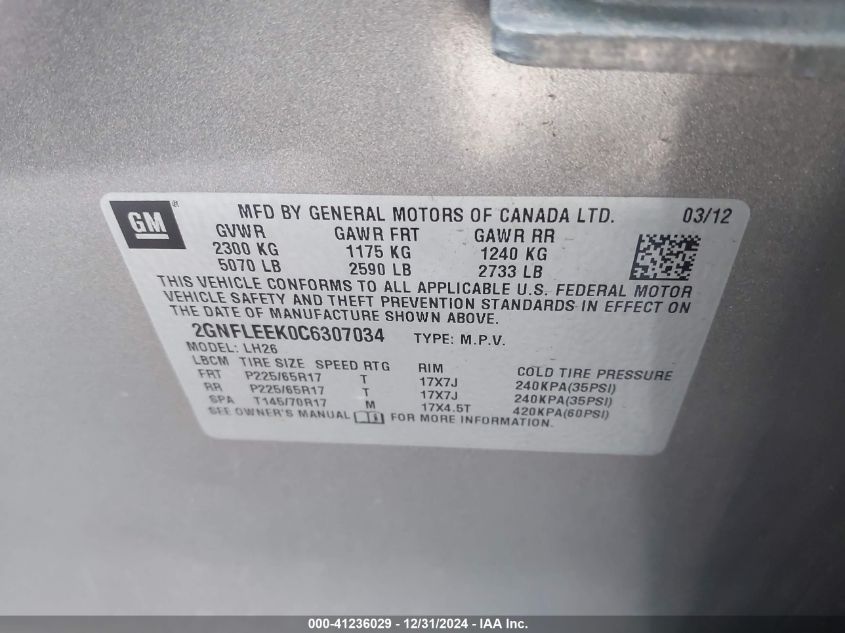 GM ® MFD BY GENERAL MOTORS OF CANADA LTD. 03/12
GVWR GAWR FRT GAWR RR
2300 KG 1175 KG 1240 KG
5070 LB 2590 LB 2733 LB
THIS VEHICLE CONFORMS TO ALL APPLICABLE U.S. FEDERAL MOTOR
VEHICLE SAFETY AND THEFT PREVENTION STANDARDS IN EFFECT ON
THE DATE OF MANUFACTURE SHOWN ABOVE.
2GNFLEEK0C6307034 TYPE: M.P.V.
MODEL: LH26
LBCM TIRE SIZE SPEED RTG RIM COLD TIRE PRESSURE
FRT P225/65R17 T 17X7J 240KPA(35PSI)
RR P225/65R17 T 17X7J 240KPA(35PSI)
SPA T145/70R17 M 17X4.5T 420KPA(60PSI)
SEE OWNER'S MANUAL FOR MORE INFORMATION.
000-41236029 - 12/31/2024 - IAA Inc.